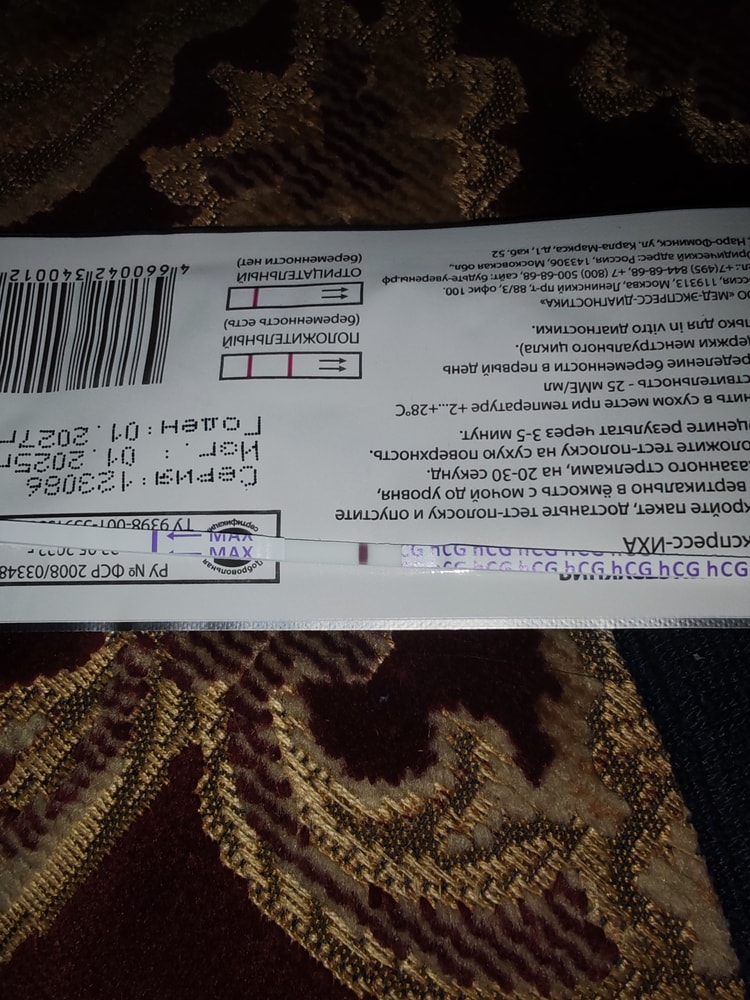 ЭКСПРЕСС-ИХА
кройте пакет, достаньте тест-полоску и опустите
вертикально в ёмкость с мочой до уровня,
казанного стрелками, на 20-30 секунд.
оложите тест-полоску на сухую поверхность.
цените результат через 3-5 минут.
нить в сухом месте при температуре +2...+28°С
ствительность - 25 мМЕ/мл
ределение беременности в первый день
держки менструального цикла).
лько для in vitro диагностики.
ОО «МЕД-ЭКСПРЕСС-ДИАГНОСТИКА»
ссия, 119313, Москва, Ленинский пр-т, 88/3, офис 100.
л.: +7(495) 844-68-68, +7 (800) 500-68-68, сайт: будьте-уверены.рф
ридический адрес: Россия, 143306, Московская обл.,
. Наро-Фоминск, ул. Карла-Маркса, д.1, каб. 52
hCG hCG hCG hCG hCG hCG
MAX
MAX
Добровольная
сертификация
РУ № ФСР 2008/03348
ТУ 9398-001-
Серия:123086
Изг. : 01.2025г
Годен:01.2027г
ПОЛОЖИТЕЛЬНЫЙ
(беременность есть)
ОТРИЦАТЕЛЬНЫЙ
(беременности нет)
4 660042 340012